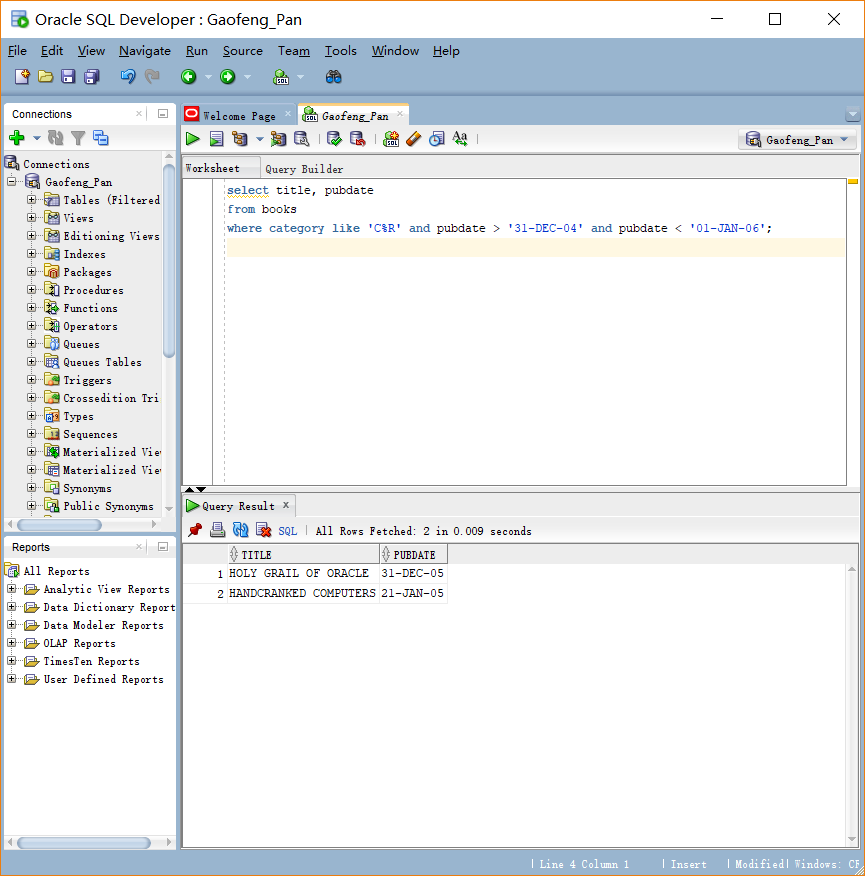 Oracle SQL Developer : Gaofeng_Pan
File Edit View Navigate Run Source Team Tools Window Help
Connections
Welcome Page
Gaofeng_Pan
Gaofeng_Pan
Worksheet Query Builder
Connections
Gaofeng_Pan
Tables (Filtered
Views
Editioning Views
Indexes
Packages
Procedures
Functions
Operators
Queues
Queues Tables
Triggers
Crossedition Tri
Types
Sequences
Materialized Vie
Materialized Vie
Synonyms
Public Synonyms
select title, pubdate
from books
where category like 'C%R' and pubdate > '31-DEC-04' and pubdate < '01-JAN-06';
Query Result
SQL | All Rows Fetched: 2 in 0.009 seconds
TITLE PUBDATE
1 HOLY GRAIL OF ORACLE 31-DEC-05
2 HANDCRANKED COMPUTERS 21-JAN-05
Reports
All Reports
Analytic View Reports
Data Dictionary Report
Data Modeler Reports
OLAP Reports
TimesTen Reports
User Defined Reports
| Line 4 Column 1 | Insert | Modified| Windows: CF